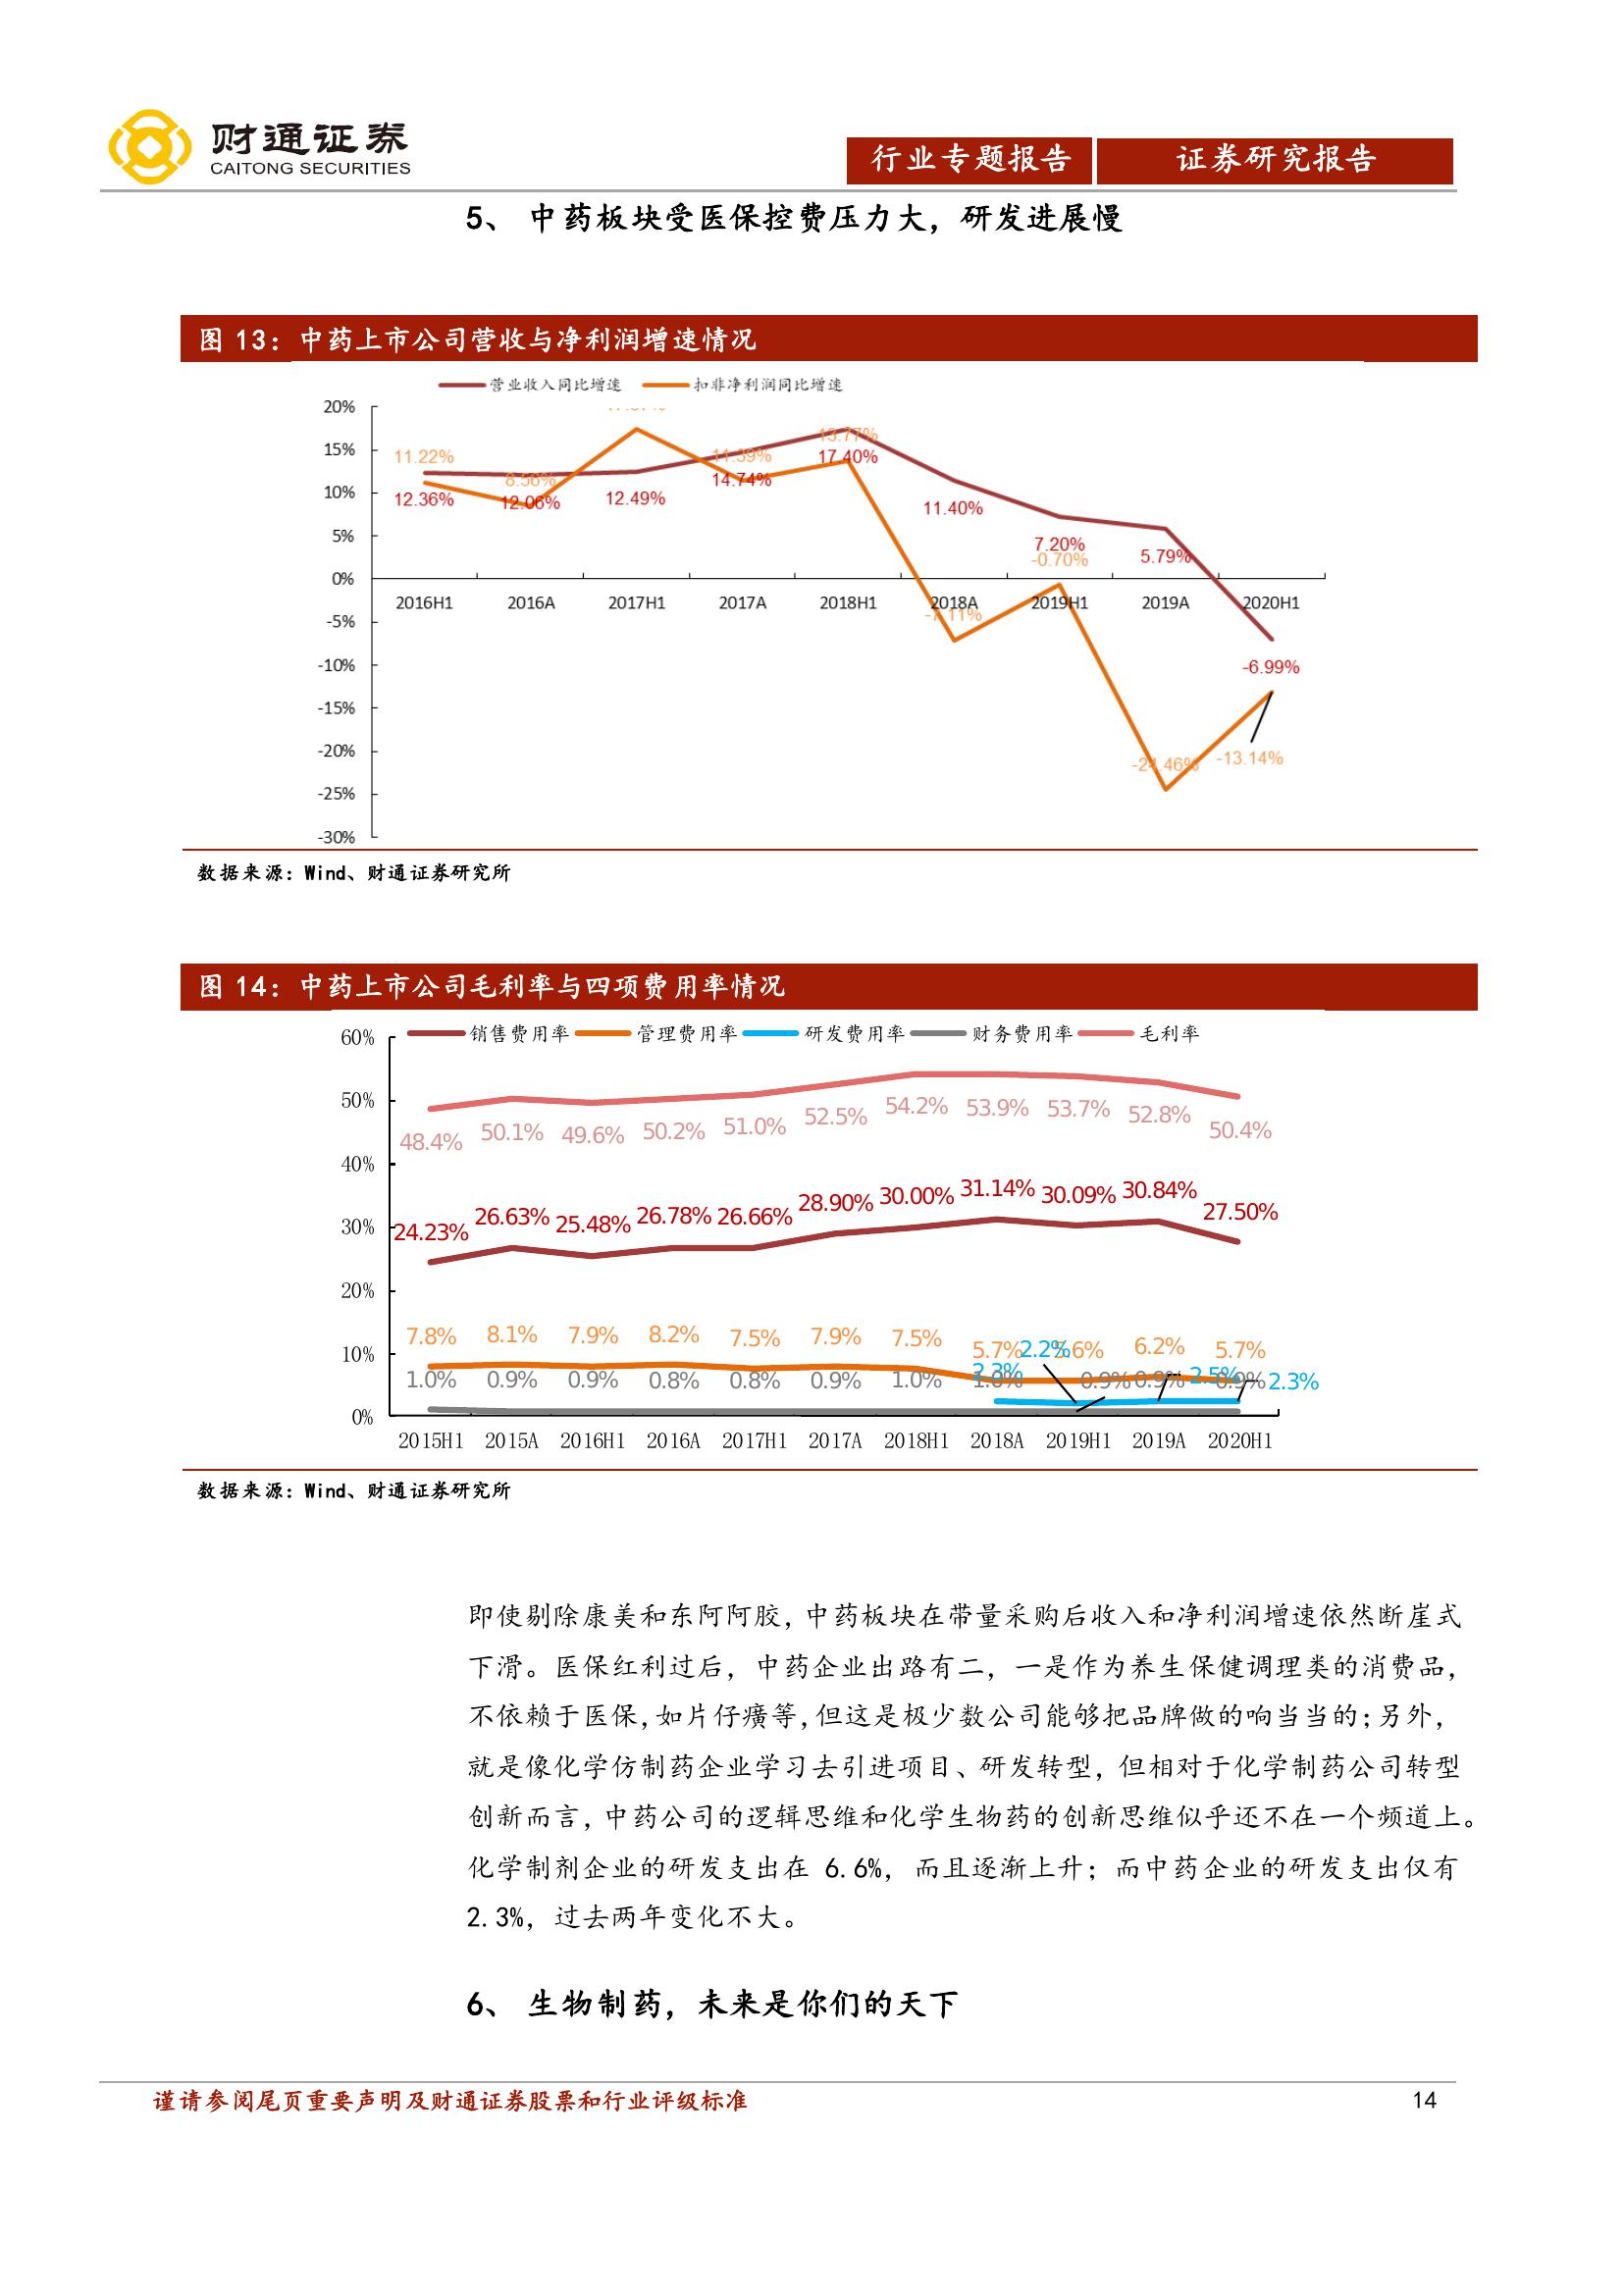 财通证券
CAITONG SECURITIES
行业专题报告
证券研究报告
5、 中药板块受医保控费压力大，研发进展慢
图 13：中药上市公司营收与净利润增速情况
营业收入同比增速 扣非净利润同比增速
20%
15%
10%
5%
0%
-5%
-10%
-15%
-20%
-25%
-30%
11.22% 8.56% 11.39% 13.77%
12.36% 12.06% 12.49% 14.74% 17.40% 11.40% 7.20% 5.79%
-0.70%
2016H1 2016A 2017H1 2017A 2018H1 2018A 2019H1 2019A 2020H1
-7.11%
-6.99%
-24.46% -13.14%
数据来源：Wind、财通证券研究所
图 14：中药上市公司毛利率与四项费用率情况
销售费用率 管理费用率 研发费用率 财务费用率 毛利率
60%
50%
40%
30%
20%
10%
0%
48.4% 50.1% 49.6% 50.2% 51.0% 52.5% 54.2% 53.9% 53.7% 52.8% 50.4%
24.23% 26.63% 25.48% 26.78% 26.66% 28.90% 30.00% 31.14% 30.09% 30.84% 27.50%
7.8% 8.1% 7.9% 8.2% 7.5% 7.9% 7.5% 5.7% 5.6% 6.2% 5.7%
2.3% 2.2% 2.5% 2.3%
1.0% 0.9% 0.9% 0.8% 0.8% 0.9% 1.0% 1.0% 0.9% 0.9% 0.9%
2015H1 2015A 2016H1 2016A 2017H1 2017A 2018H1 2018A 2019H1 2019A 2020H1
数据来源：Wind、财通证券研究所
即使剔除康美和东阿阿胶，中药板块在带量采购后收入和净利润增速依然断崖式
下滑。医保红利过后，中药企业出路有二，一是作为养生保健调理类的消费品，
不依赖于医保，如片仔癀等，但这是极少数公司能够把品牌做的响当当的；另外，
就是像化学仿制药企业学习去引进项目、研发转型，但相对于化学制药公司转型
创新而言，中药公司的逻辑思维和化学生物药的创新思维似乎还不在一个频道上。
化学制剂企业的研发支出在 6.6%，而且逐渐上升；而中药企业的研发支出仅有
2.3%，过去两年变化不大。
6、 生物制药，未来是你们的天下
谨请参阅尾页重要声明及财通证券股票和行业评级标准
14